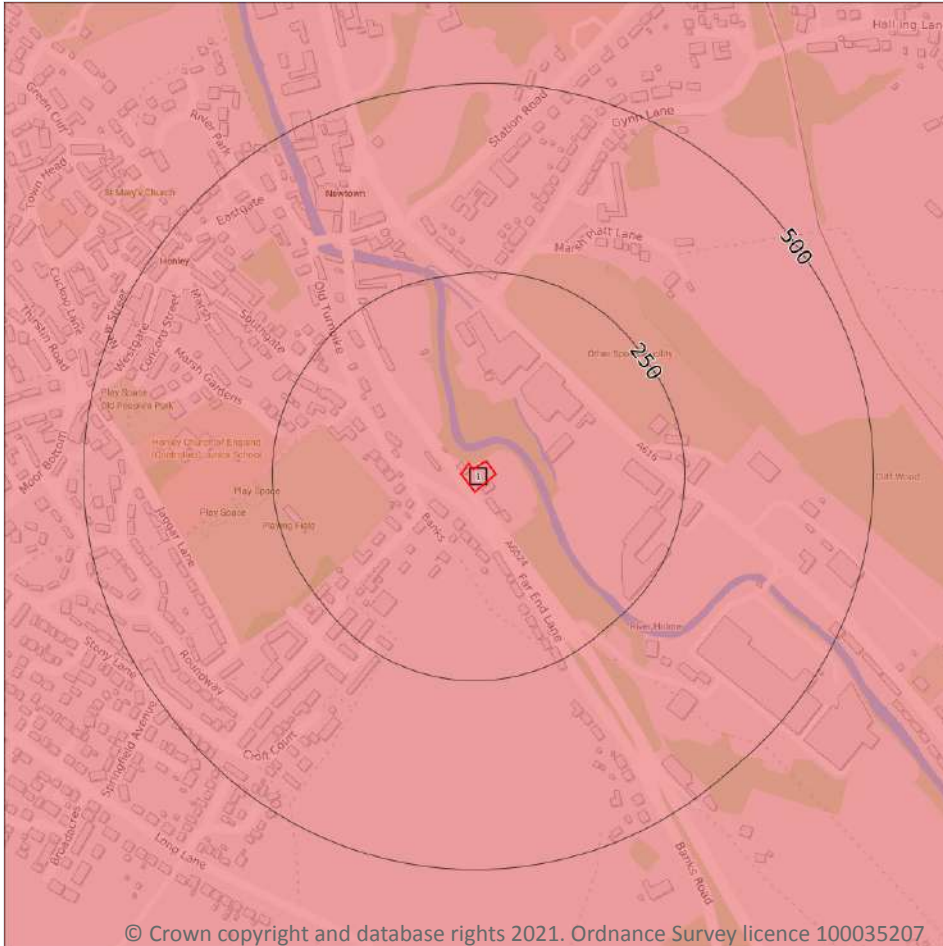 Halling Lane
Green Cliff
River Park
Station Road
Gynn Lane
Town Head
St Mary's Church
Newtown
Eastgate
500
Marsh Platt Lane
Honley
Cuckoo Lane
New Street
Marsh
Old Turnpike
Southgate
Thirstin Road
Westgate
Concord Street
250
Other Sports Facility
Marsh Gardens
Play Space
Old Peoples Park
Honley Church of England
(Controlled) Junior School
Moor Bottom
A616
Cliff Wood
1
Play Space
Play Space
Playing Field
Jaggar Lane
Banks
A6024
Far End Lane
River Holme
Stony Lane
Roundway
Springfield Avenue
Croft Court
Broadacres
Long Lane
Banks Road
© Crown copyright and database rights 2021. Ordnance Survey licence 100035207